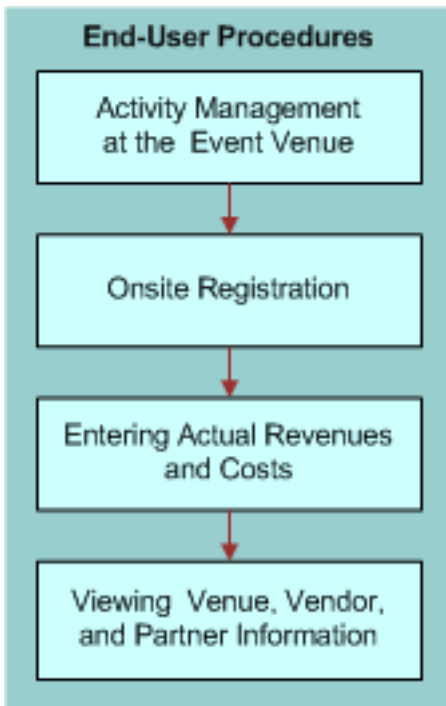 End-User Procedures
Activity Management
at the Event Venue
Onsite Registration
Entering Actual Revenues
and Costs
Viewing Venue, Vendor,
and Partner Information